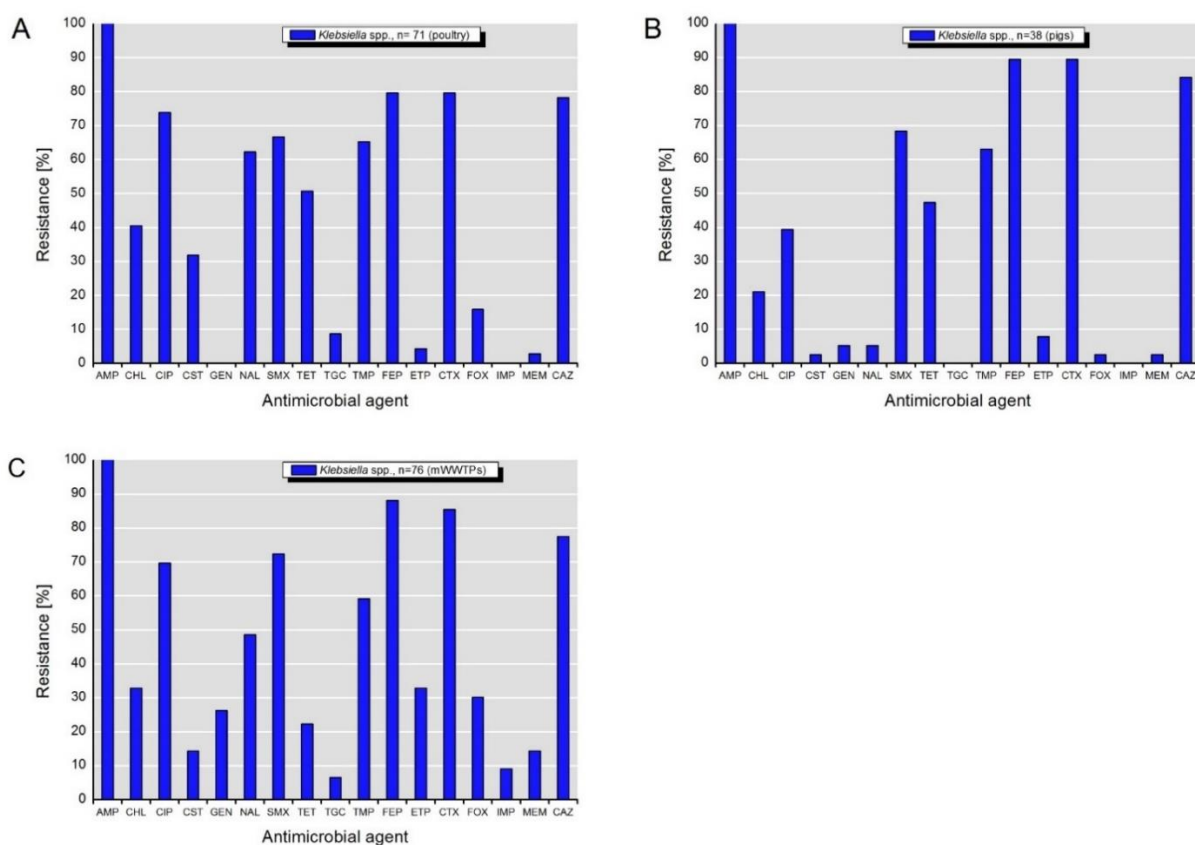 A
Klebsiella spp., n= 71 (poultry)
100
90
80
70
60
50
40
30
20
10
0
Resistance [%]
AMP CHL CIP CST GEN NAL SMX TET TGC TMP FEP ETP CTX FOX IMP MEM CAZ
Antimicrobial agent
B
Klebsiella spp., n=38 (pigs)
100
90
80
70
60
50
40
30
20
10
0
Resistance [%]
AMP CHL CIP CST GEN NAL SMX TET TGC TMP FEP ETP CTX FOX IMP MEM CAZ
Antimicrobial agent
C
Klebsiella spp., n=76 (mWWTPs)
100
90
80
70
60
50
40
30
20
10
0
Resistance [%]
AMP CHL CIP CST GEN NAL SMX TET TGC TMP FEP ETP CTX FOX IMP MEM CAZ
Antimicrobial agent